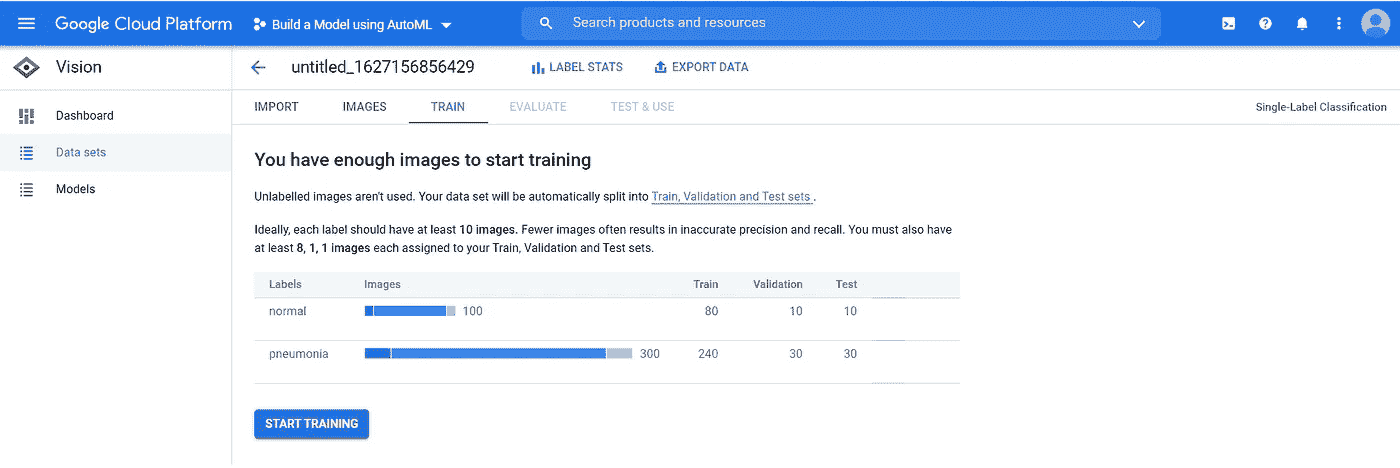 Google Cloud Platform Build a Model using AutoML Search products and resources
Vision untitled_1627156856429 LABEL STATS EXPORT DATA
Dashboard
Data sets
Models
IMPORT IMAGES TRAIN EVALUATE TEST & USE Single-Label Classification
You have enough images to start training
Unlabelled images aren't used. Your data set will be automatically split into Train, Validation and Test sets .
Ideally, each label should have at least 10 images. Fewer images often results in inaccurate precision and recall. You must also have
at least 8, 1, 1 images each assigned to your Train, Validation and Test sets.
Labels Images Train Validation Test
normal 100 80 10 10
pneumonia 300 240 30 30
START TRAINING